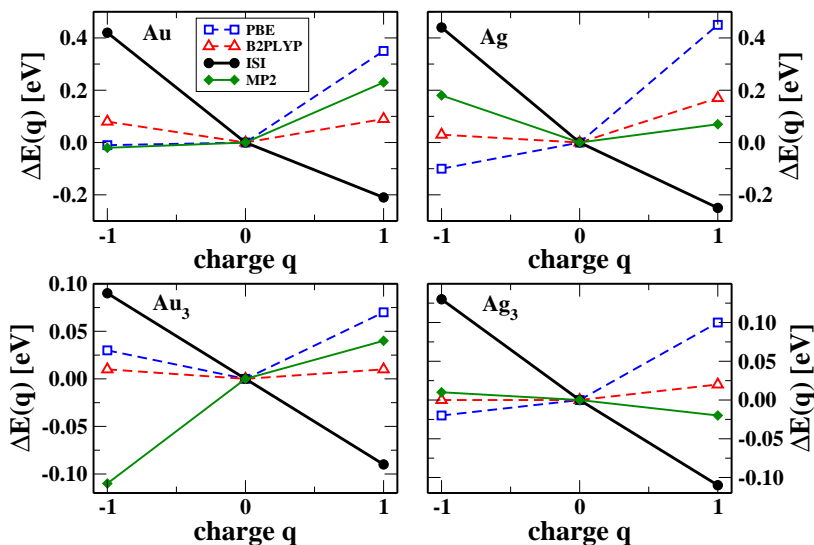 Au
PBE
B2PLYP
ISI
MP2
0.4
0.2
0.0
-0.2
ΔE(q) [eV]
-1
0
1
charge q
Ag
0.4
0.2
0.0
-0.2
ΔE(q) [eV]
-1
0
1
charge q
Au3
0.10
0.05
0.00
-0.05
-0.10
ΔE(q) [eV]
-1
0
1
charge q
Ag3
0.10
0.05
0.00
-0.05
-0.10
ΔE(q) [eV]
-1
0
1
charge q